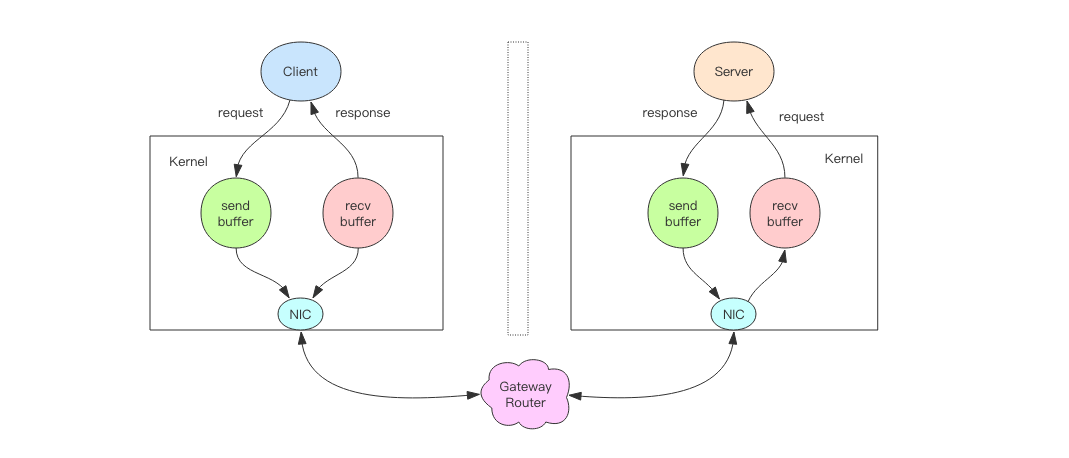 Client
Server
request
response
response
request
Kernel
Kernel
send
buffer
recv
buffer
send
buffer
recv
buffer
NIC
NIC
Gateway
Router